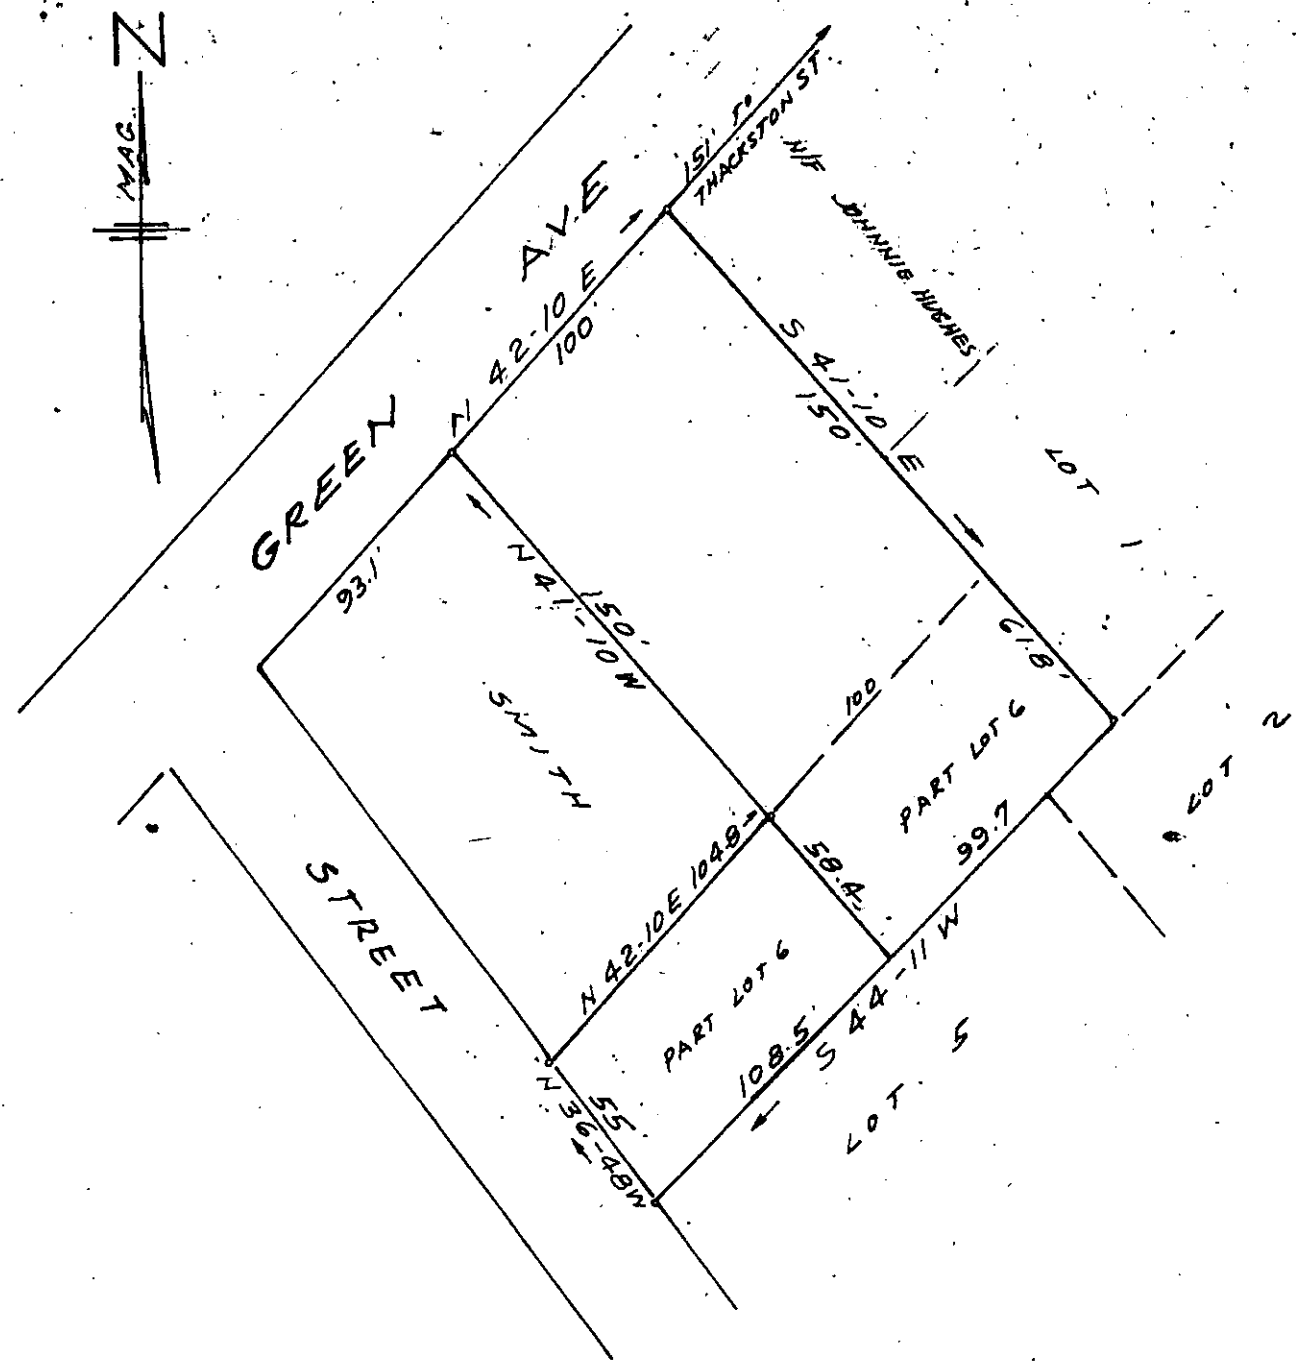 N
MAG.
GREEN AVE
151' TO
THACKSTON ST.
N/F JOHNNIE HUGHES
N 42-10 E
100'
93.1'
S 41-10 E
150'
LOT 1
N 41-10 W
150'
SMITH
61.8'
100
PART LOT 6
LOT 2
99.7
58.4
N 42-10 E 104.8
STREET
PART LOT 6
S 44-11 W
108.5'
LOT 5
55
N 36-48 W